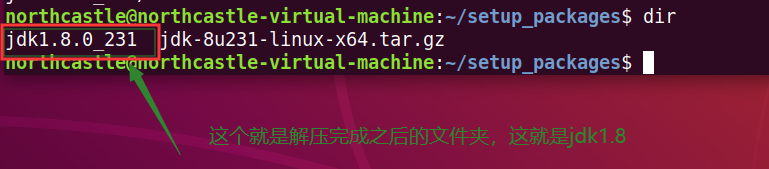 northcastle@northcastle-virtual-machine:~/setup_packages$ dir
jdk1.8.0_231  jdk-8u231-linux-x64.tar.gz
northcastle@northcastle-virtual-machine:~/setup_packages$
这个就是解压完成之后的文件夹，这就是jdk1.8